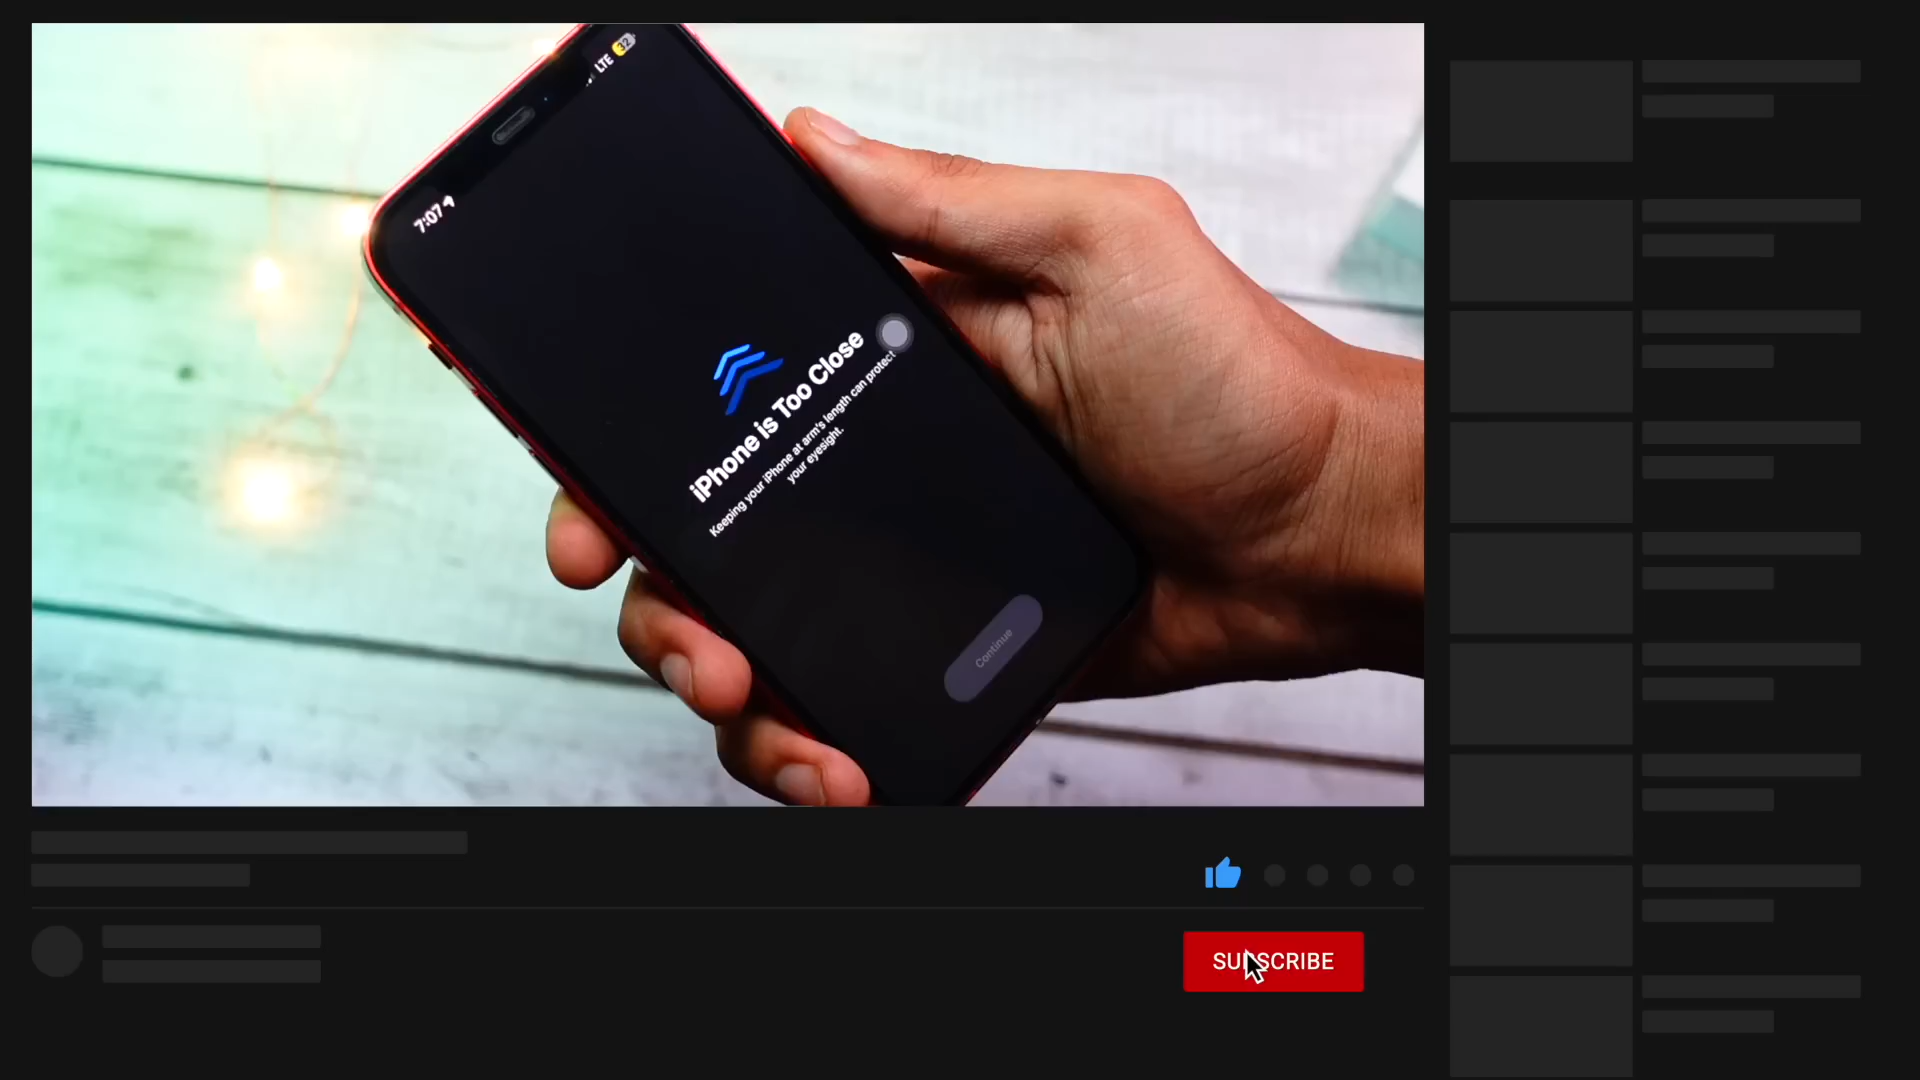 LTE 32
7:07
iPhone is Too Close
Keeping your iPhone at arm's length can protect
your eyesight.
Continue
SUBSCRIBE